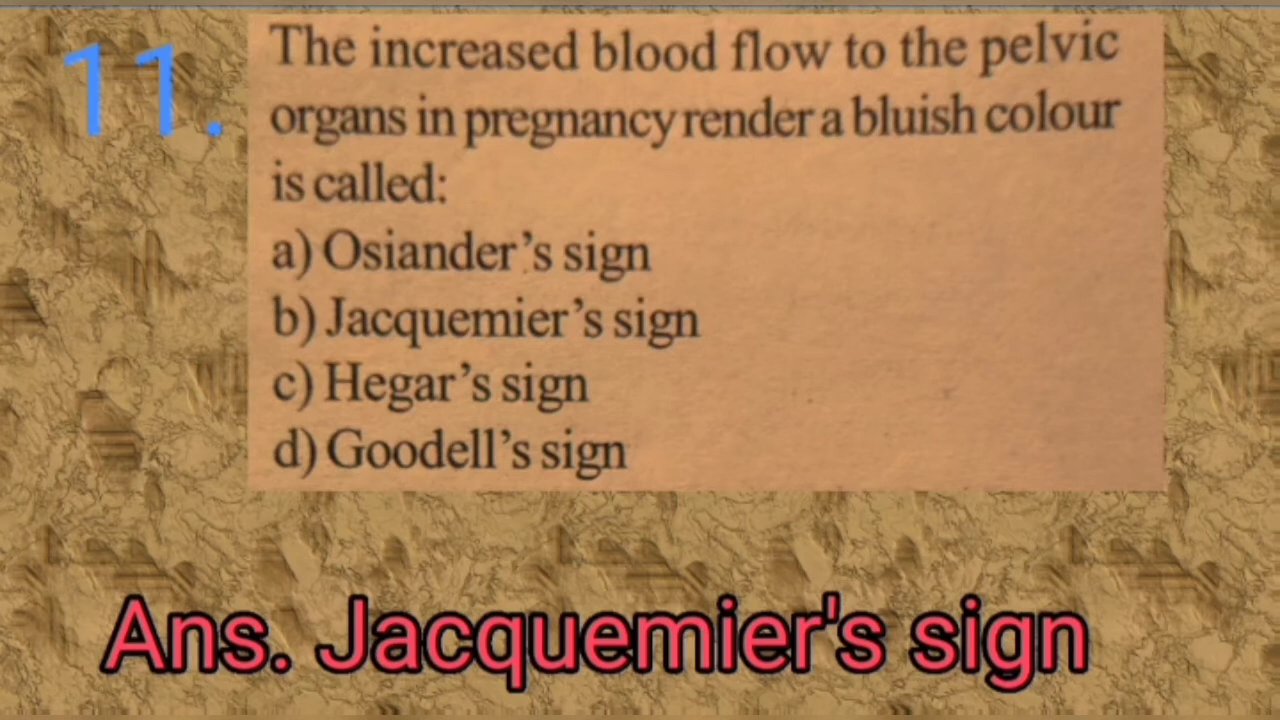 11.
The increased blood flow to the pelvic
organs in pregnancy render a bluish colour
is called:
a) Osiander's sign
b) Jacquemier's sign
c) Hegar's sign
d) Goodell's sign
Ans. Jacquemier's sign